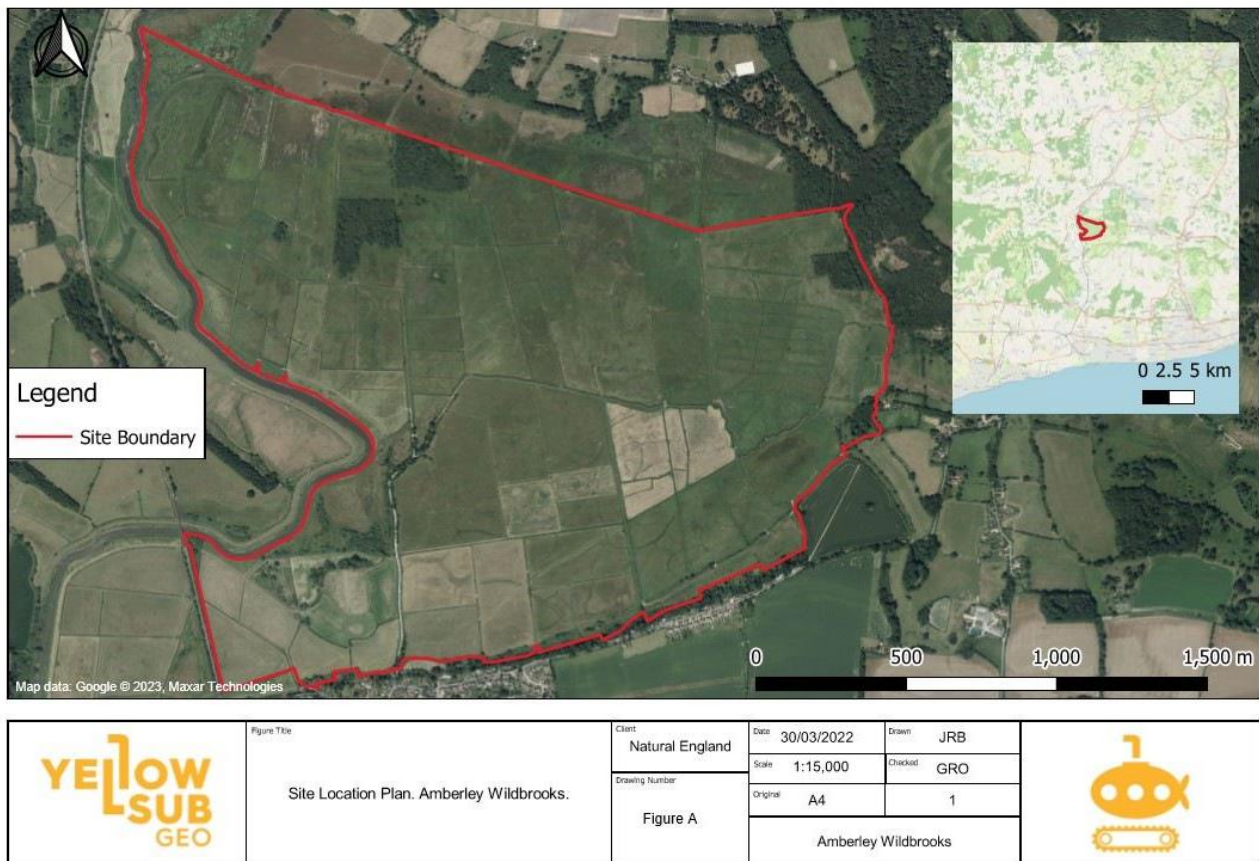 Legend
Site Boundary
0 2.5 5 km
0 500 1,000 1,500 m
Map data: Google © 2023, Maxar Technologies
YELLOW
SUB
GEO
Figure Title
Site Location Plan. Amberley Wildbrooks.
Client
Natural England
Drawing Number
Figure A
Date 30/03/2022
Drawn JRB
Scale 1:15,000
Checked GRO
Original A4
1
Amberley Wildbrooks